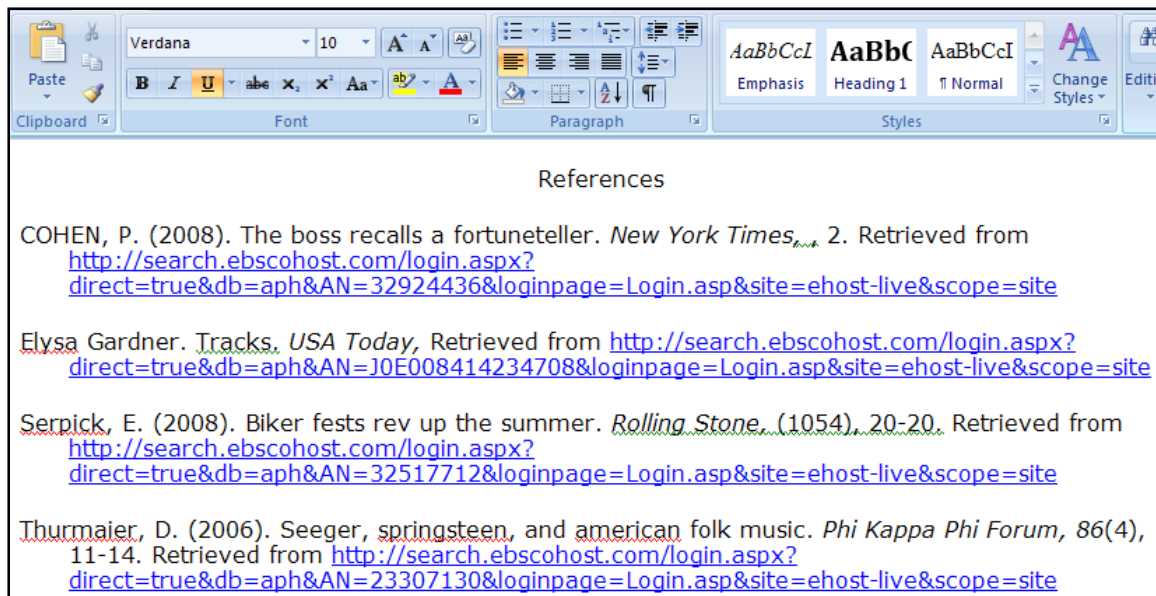 Verdana 10 A A Aa
Paste B I U abc x₂ x² Aa ab A A Z ¶
AaBbCcI AaBb( AaBbCcI A A
Emphasis Heading 1 ¶ Normal Change Styles Editi
Clipboard Font Paragraph Styles
References
COHEN, P. (2008). The boss recalls a fortuneteller. New York Times, , 2. Retrieved from
http://search.ebscohost.com/login.aspx?
direct=true&db=aph&AN=32924436&loginpage=Login.asp&site=ehost-live&scope=site
Elysa Gardner. Tracks. USA Today, Retrieved from http://search.ebscohost.com/login.aspx?
direct=true&db=aph&AN=J0E008414234708&loginpage=Login.asp&site=ehost-live&scope=site
Serpick, E. (2008). Biker fests rev up the summer. Rolling Stone, (1054), 20-20. Retrieved from
http://search.ebscohost.com/login.aspx?
direct=true&db=aph&AN=32517712&loginpage=Login.asp&site=ehost-live&scope=site
Thurmaier, D. (2006). Seeger, springsteen, and american folk music. Phi Kappa Phi Forum, 86(4),
11-14. Retrieved from http://search.ebscohost.com/login.aspx?
direct=true&db=aph&AN=23307130&loginpage=Login.asp&site=ehost-live&scope=site